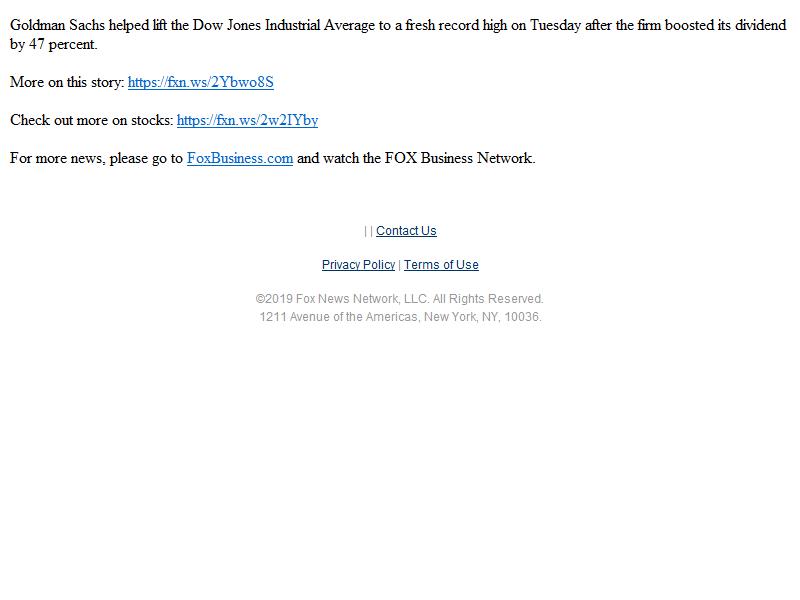 Goldman Sachs helped lift the Dow Jones Industrial Average to a fresh record high on Tuesday after the firm boosted its dividend
by 47 percent.
More on this story: https://fxn.ws/2Ybwo8S
Check out more on stocks: https://fxn.ws/2w2IYby
For more news, please go to FoxBusiness.com and watch the FOX Business Network.
| | Contact Us
Privacy Policy | Terms of Use
©2019 Fox News Network, LLC. All Rights Reserved.
1211 Avenue of the Americas, New York, NY, 10036.